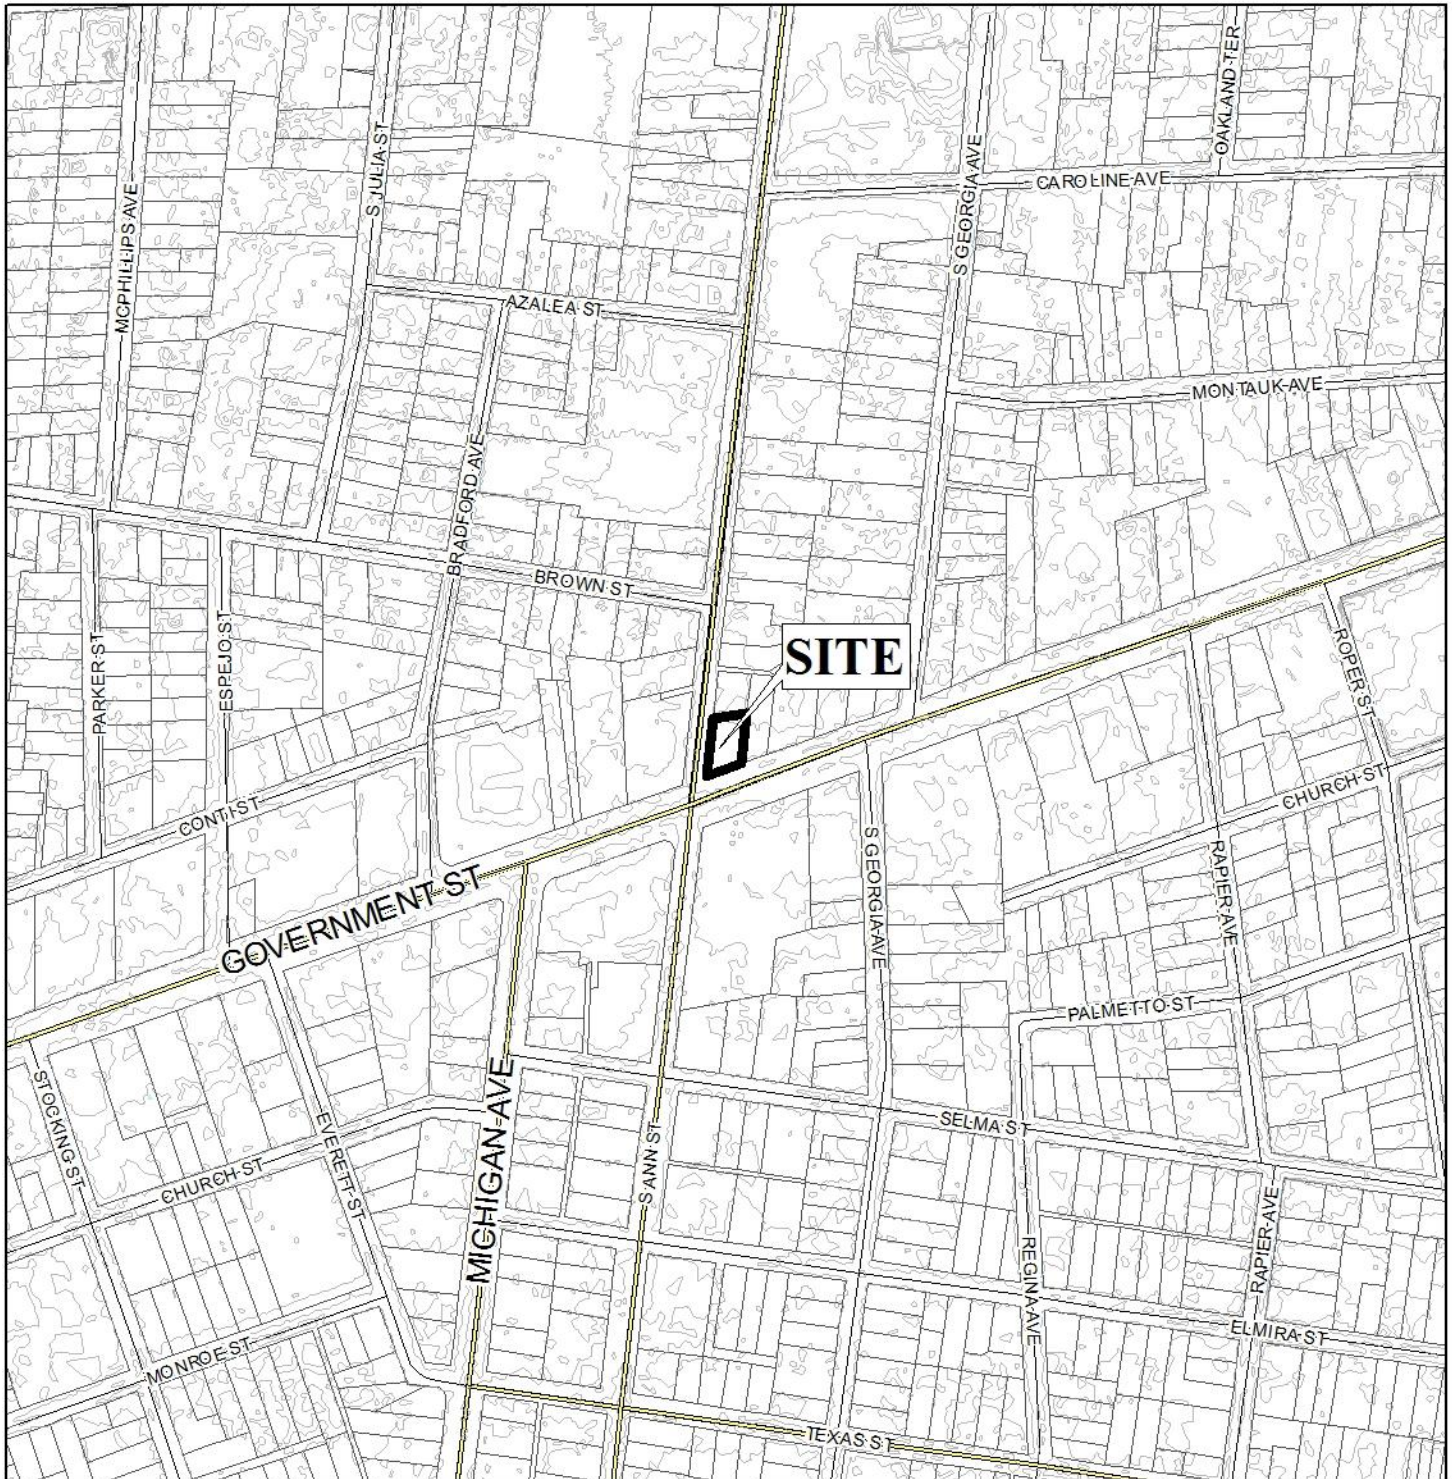 OAKLAND TER
S JULIA ST
CAROLINE AVE
MCPHILLIPS AVE
S GEORGIA AVE
AZALEA ST
MONTAUK AVE
BRADFORD AVE
BROWN ST
SITE
ROPER ST
PARKER ST
ESPEJO ST
CONTI ST
CHURCH ST
GOVERNMENT ST
S GEORGIA AVE
RAPIER AVE
PALMETTO ST
STOCKING ST
EVERETT ST
MICHIGAN AVE
SELMA ST
S ANN ST
CHURCH ST
RAPIER AVE
REGINA AVE
ELMIRA ST
MONROE ST
TEXAS ST